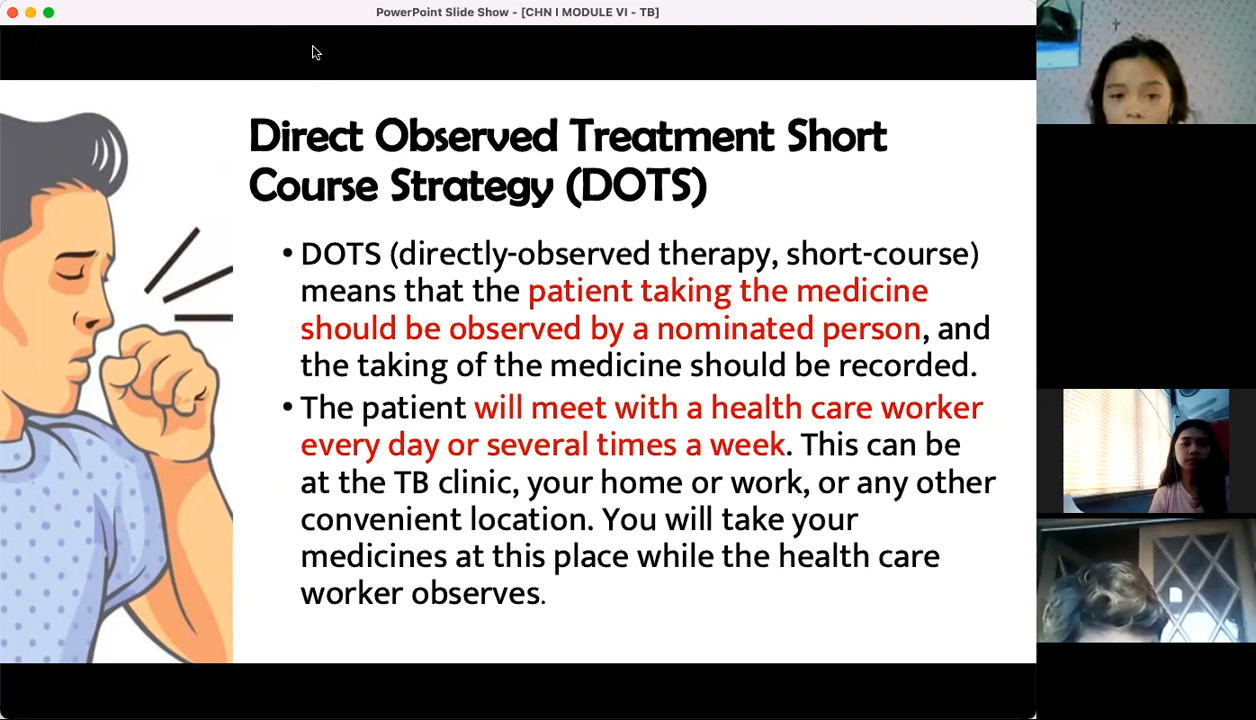 PowerPoint Slide Show - [CHN I MODULE VI - TB]
Direct Observed Treatment Short
Course Strategy (DOTS)
• DOTS (directly-observed therapy, short-course)
means that the patient taking the medicine
should be observed by a nominated person, and
the taking of the medicine should be recorded.
• The patient will meet with a health care worker
every day or several times a week. This can be
at the TB clinic, your home or work, or any other
convenient location. You will take your
medicines at this place while the health care
worker observes.